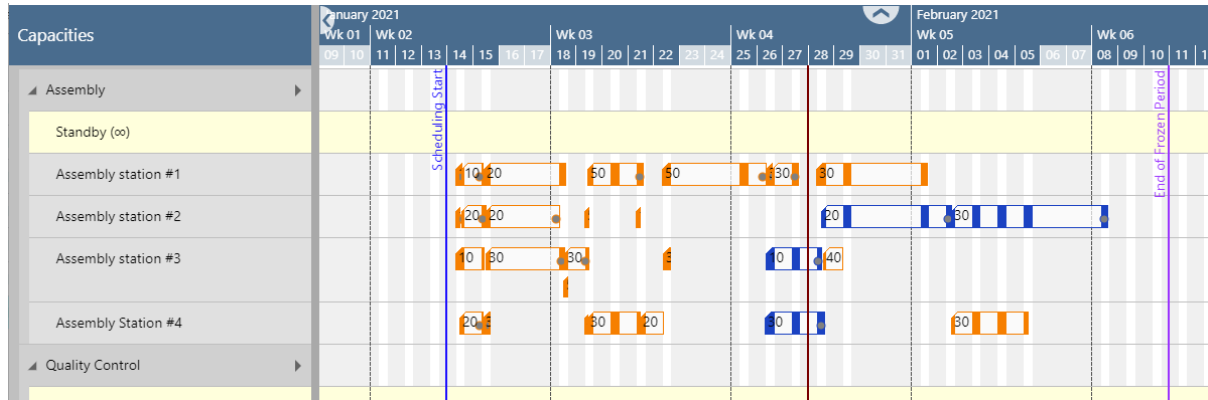 Capacities
January 2021 February 2021
Wk 01 Wk 02 Wk 03 Wk 04 Wk 05 Wk 06
09 10 11 12 13 14 15 16 17 18 19 20 21 22 23 24 25 26 27 28 29 30 31 01 02 03 04 05 06 07 08 09 10 11
Assembly
Scheduling Start
End of Frozen Period
Standby (∞)
Assembly station #1 10 20 50 50 30 30
Assembly station #2 20 20 20 30
Assembly station #3 10 30 30 10 40
Assembly Station #4 20 30 20 30 30
Quality Control